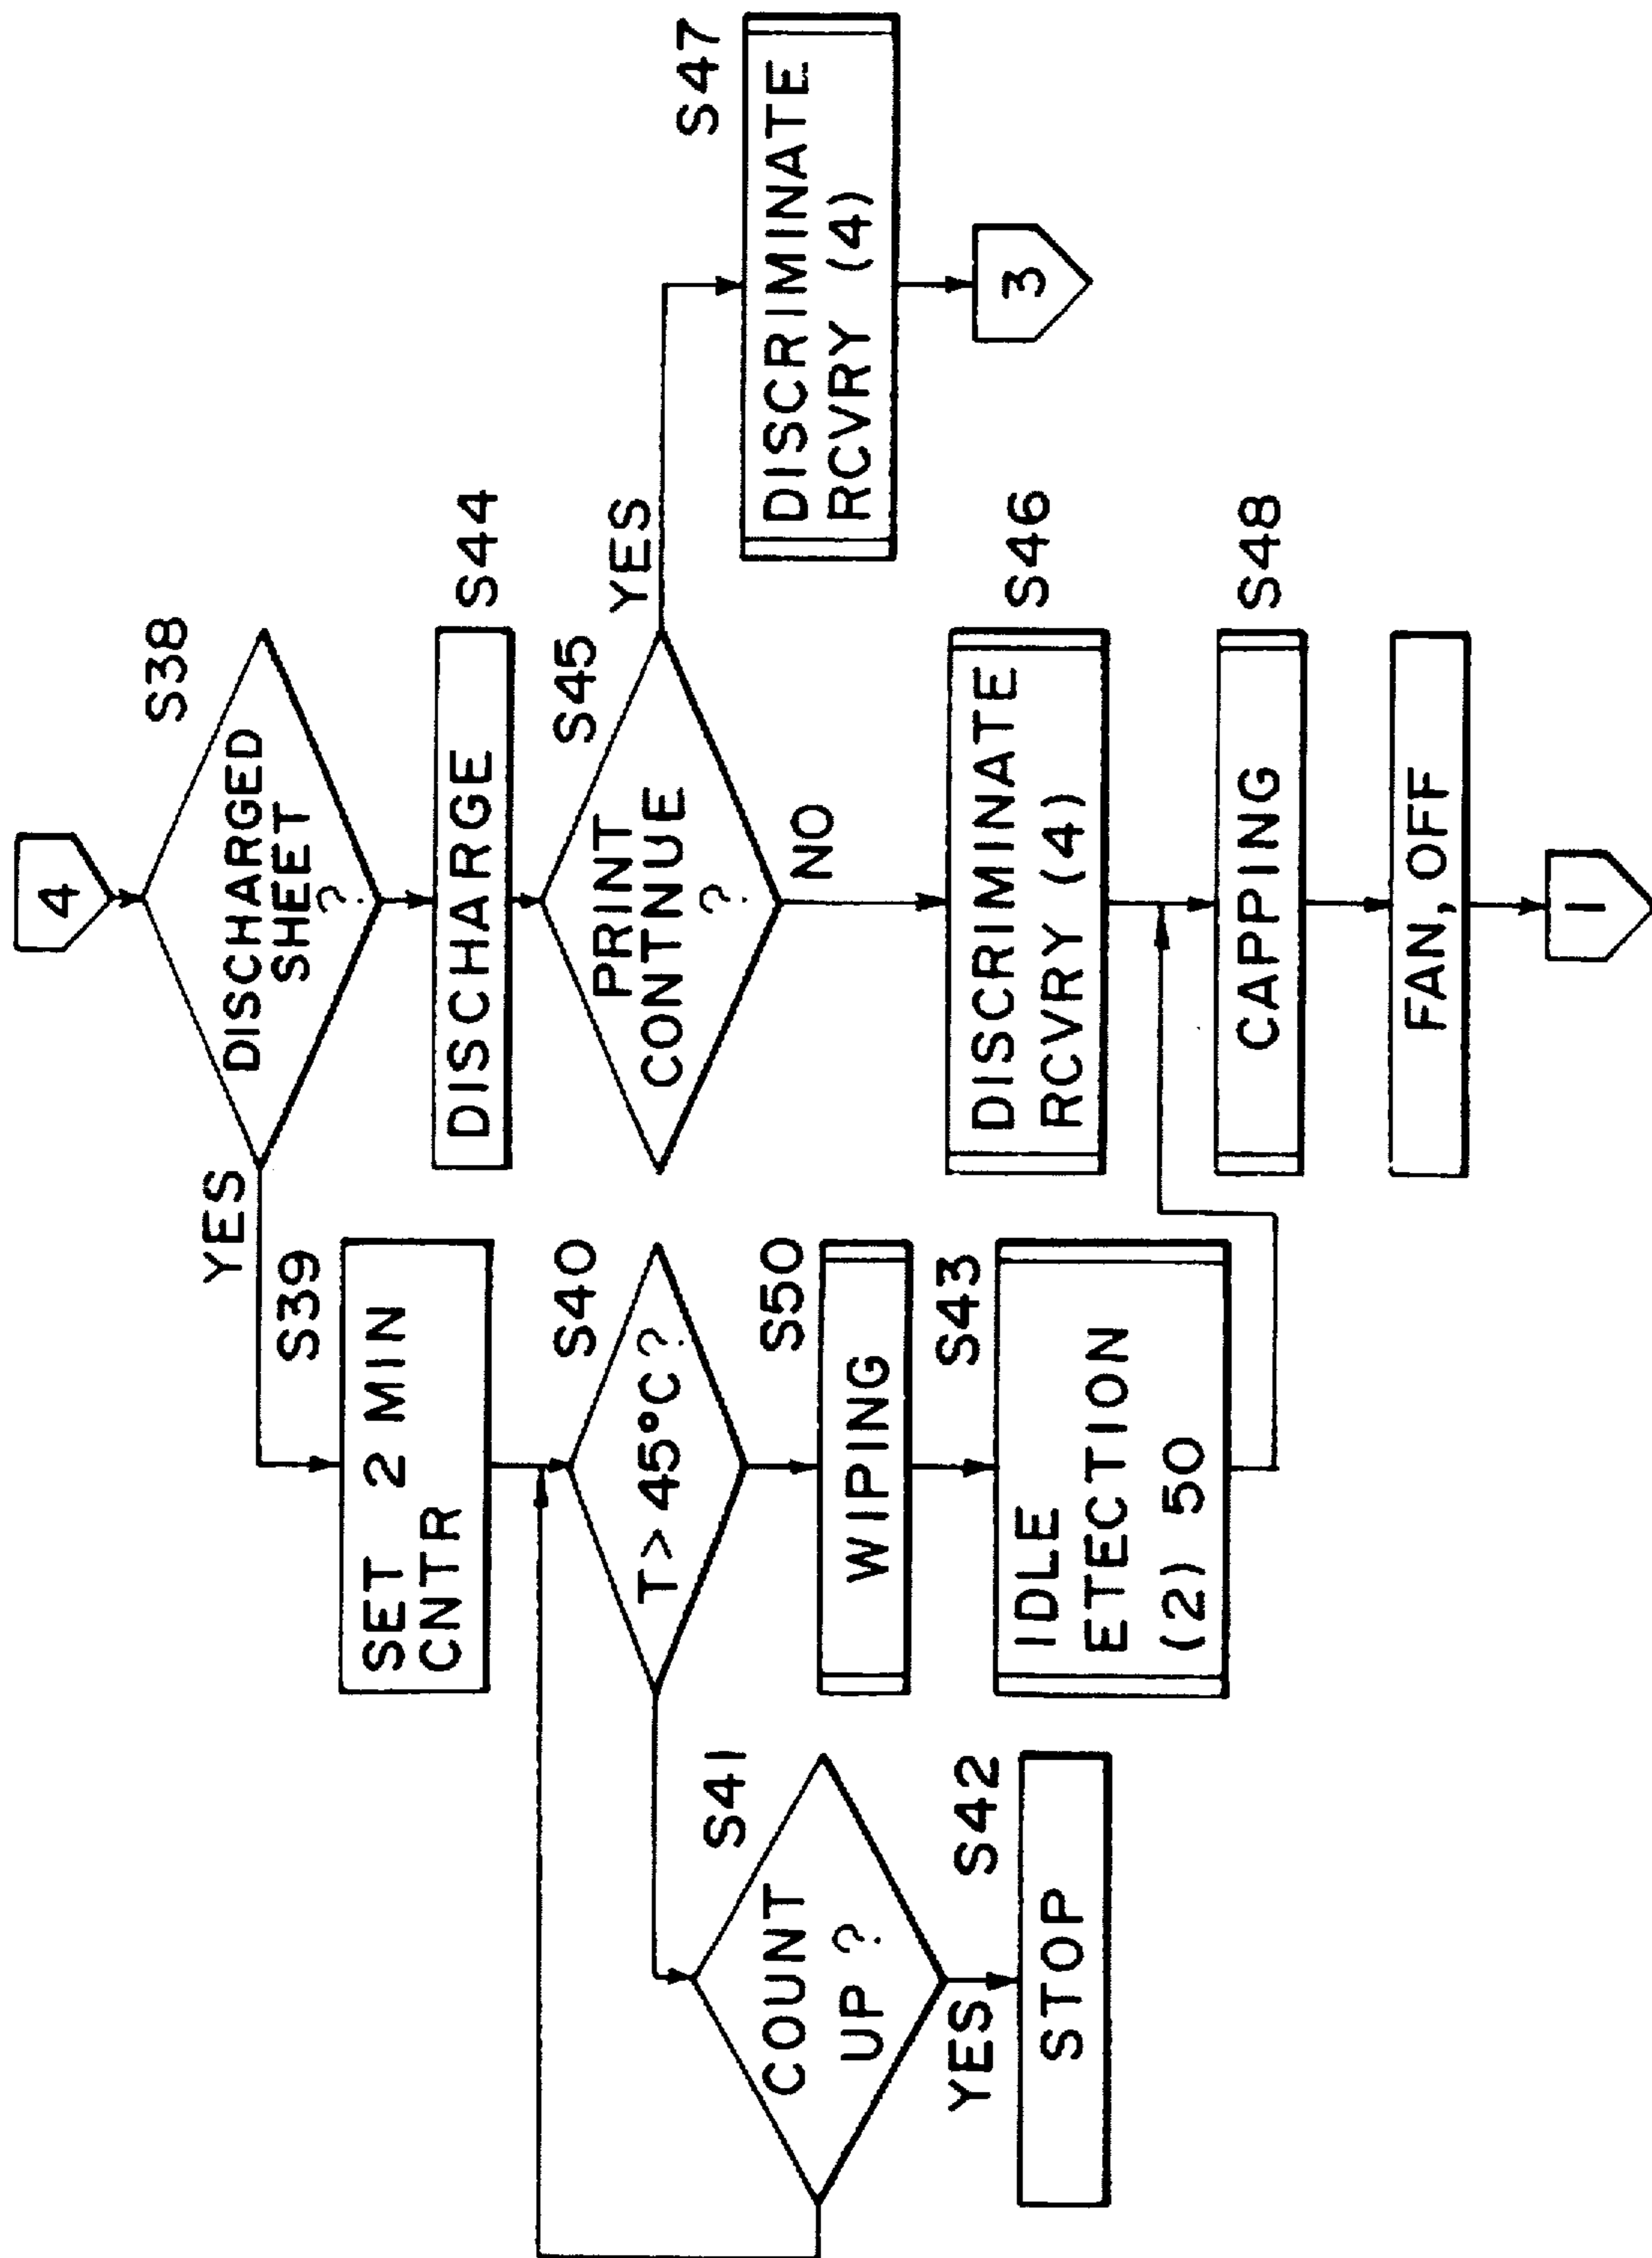 4
S38
DISCHARGED
SHEET
?
YES
S39
SET 2 MIN
CNTR
S40
T > 45°C ?
S41
COUNT
UP ?
YES
S42
STOP
S50
WIPING
S43
IDLE
ETECTION
(2) 50
S44
DISCHARGE
S45
PRINT
CONTNUE
?
YES
S47
DISCRIMINATE
RCVRY (4)
3
NO
S46
DISCRIMINATE
RCVRY (4)
S48
CAPPING
FAN, OFF
1